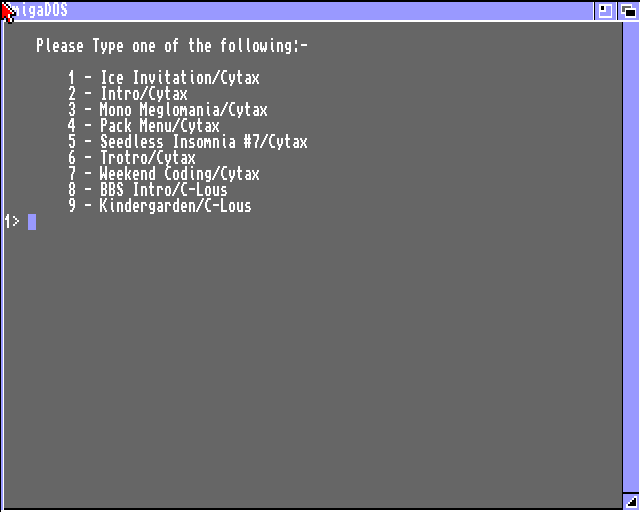 migaDOS
Please Type one of the following:-
1 - Ice Invitation/Cytax
2 - Intro/Cytax
3 - Mono Meglomania/Cytax
4 - Pack Menu/Cytax
5 - Seedless Insomnia #7/Cytax
6 - Trotro/Cytax
7 - Weekend Coding/Cytax
8 - BBS Intro/C-Lous
9 - Kindergarden/C-Lous
1>